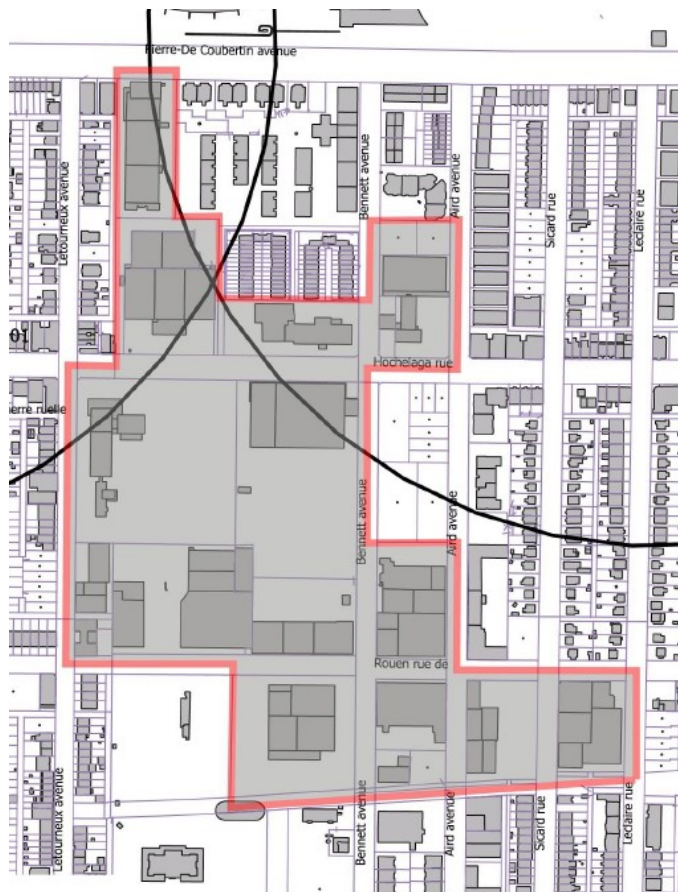 Pierre-De Coubertin avenue
Letourneux avenue
Bennett avenue
Aird avenue
Sicard rue
Leclaire rue
Hochelaga rue
01
ierre ruelle
Bennett avenue
Aird avenue
Rouen rue de
Letourneux avenue
Bennett avenue
Aird avenue
Sicard rue
Leclaire rue